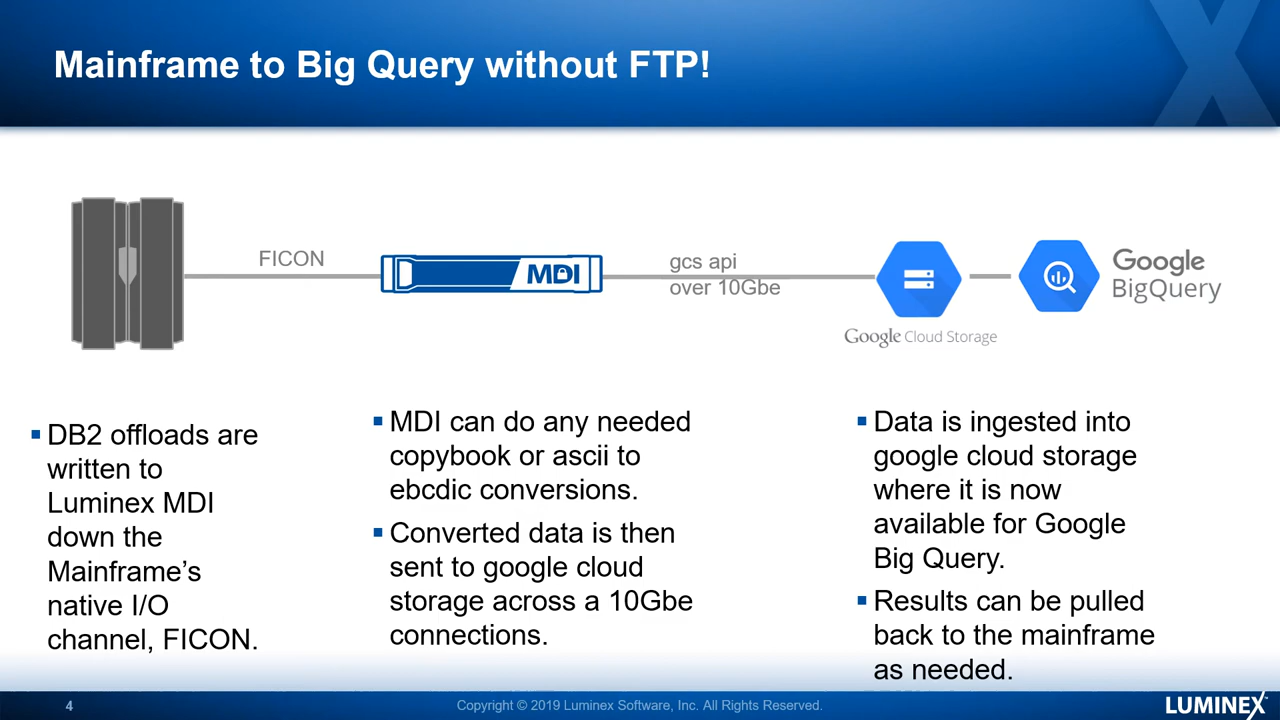 Mainframe to Big Query without FTP!
FICON
MDI
gcs api
over 10Gbe
Google Cloud Storage
Google
BigQuery
▪ DB2 offloads are
written to
Luminex MDI
down the
Mainframe’s
native I/O
channel, FICON.
▪ MDI can do any needed
copybook or ascii to
ebcdic conversions.
▪ Converted data is then
sent to google cloud
storage across a 10Gbe
connections.
▪ Data is ingested into
google cloud storage
where it is now
available for Google
Big Query.
▪ Results can be pulled
back to the mainframe
as needed.
4
Copyright © 2019 Luminex Software, Inc. All Rights Reserved.
LUMINEX